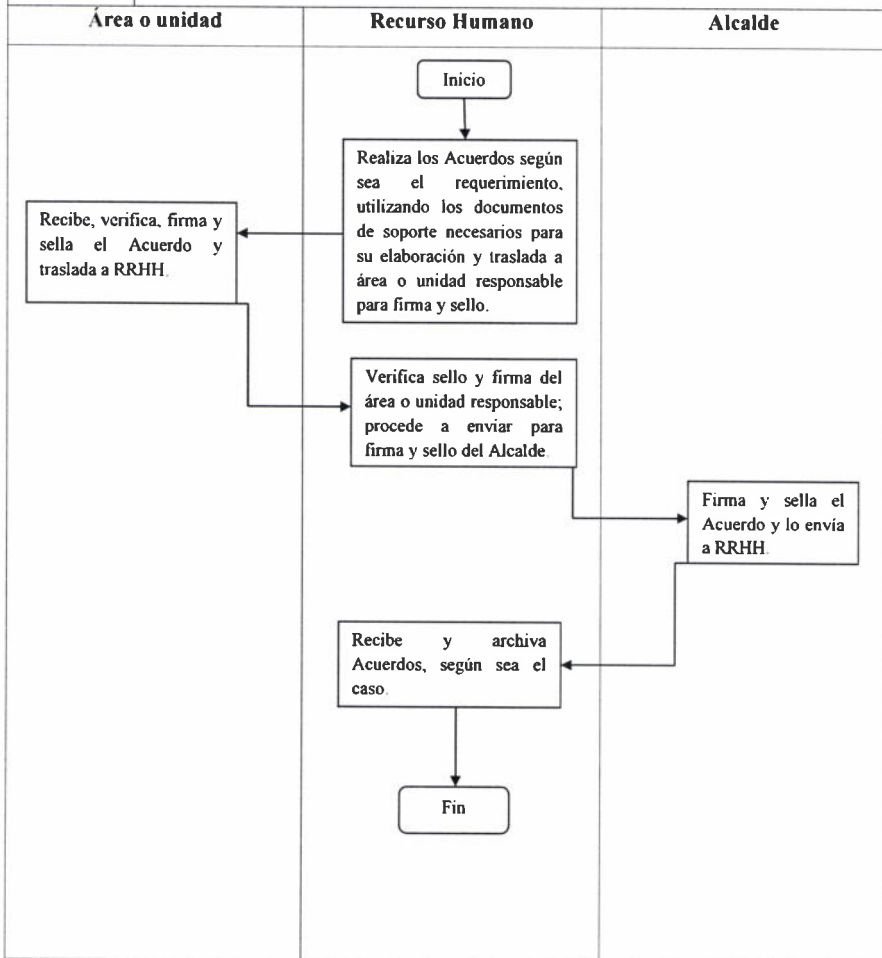 Área o unidad
Recurso Humano
Alcalde
Inicio
Realiza los Acuerdos según
sea el requerimiento,
utilizando los documentos
de soporte necesarios para
su elaboración y traslada a
área o unidad responsable
para firma y sello.
Recibe, verifica, firma y
sella el Acuerdo y
traslada a RRHH.
Verifica sello y firma del
área o unidad responsable;
procede a enviar para
firma y sello del Alcalde.
Firma y sella el
Acuerdo y lo envía
a RRHH.
Recibe y archiva
Acuerdos, según sea el
caso.
Fin